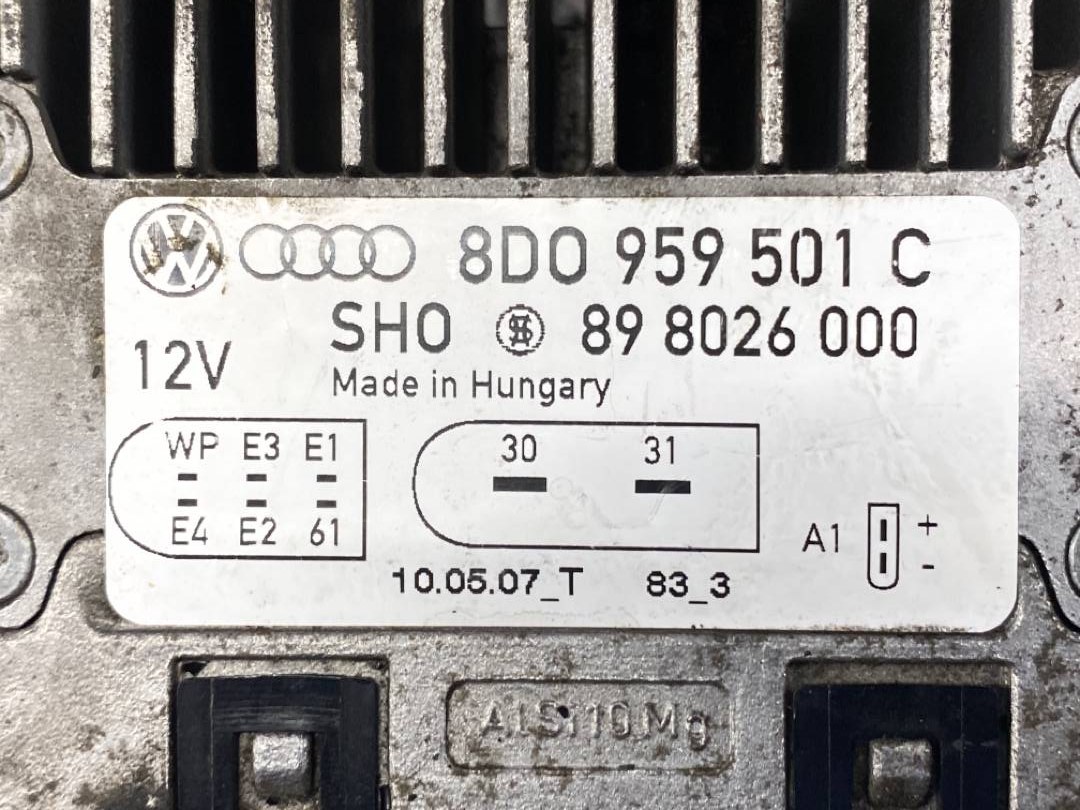 8D0 959 501 C
SHO 89 8026 000
12V
Made in Hungary
WP E3 E1
E4 E2 61
30 31
A1 + -
10.05.07_T 83_3
AlSi10Mg